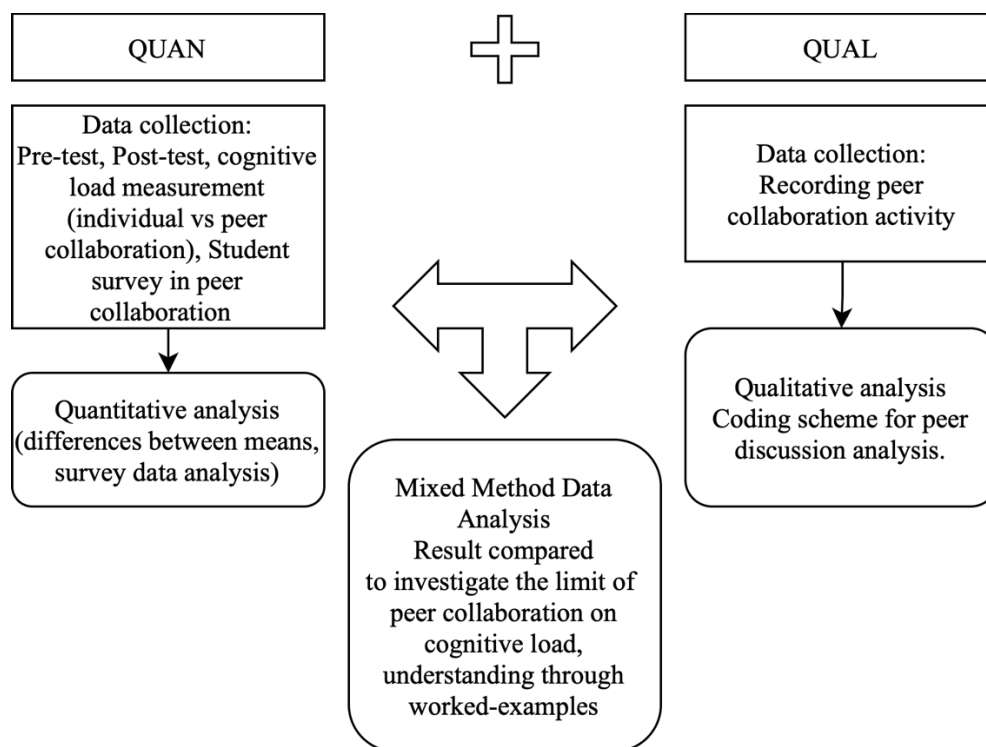 QUAN
QUAL
Data collection:
Pre-test, Post-test, cognitive
load measurement
(individual vs peer
collaboration), Student
survey in peer
collaboration
Data collection:
Recording peer
collaboration activity
Quantitative analysis
(differences between means,
survey data analysis)
Qualitative analysis
Coding scheme for peer
discussion analysis.
Mixed Method Data
Analysis
Result compared
to investigate the limit of
peer collaboration on
cognitive load,
understanding through
worked-examples